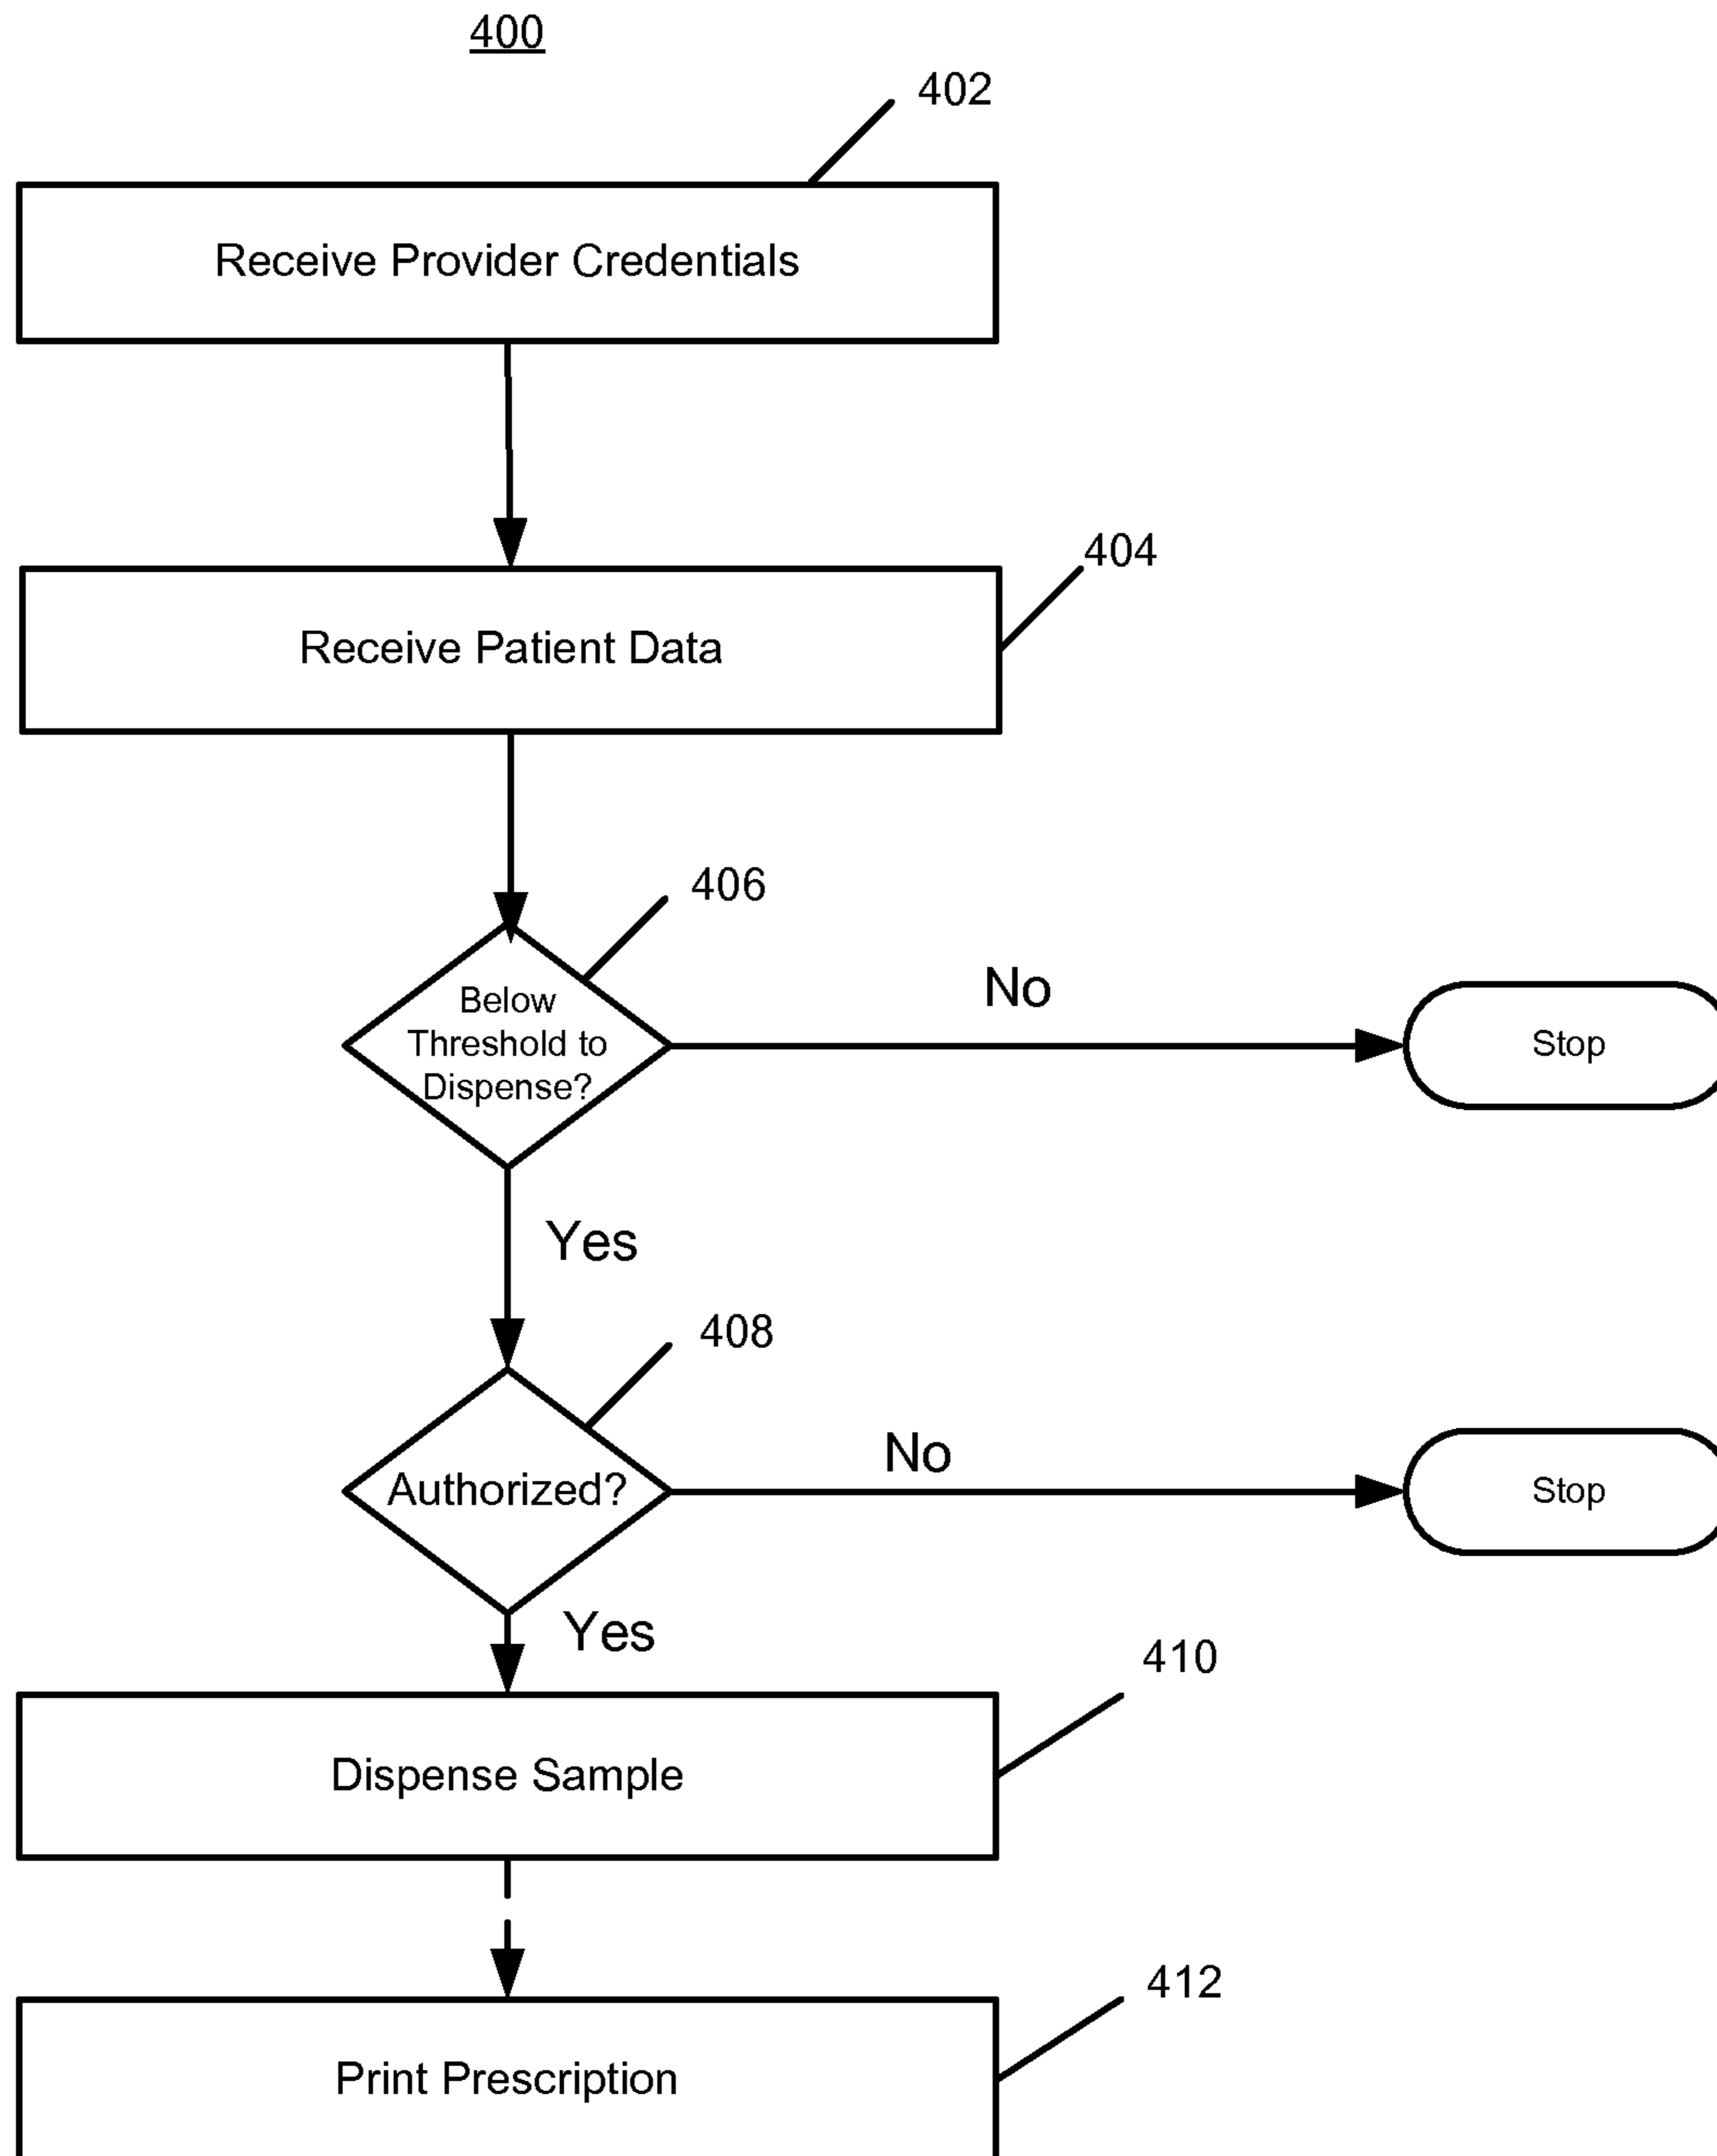 400
402
Receive Provider Credentials
404
Receive Patient Data
406
Below
Threshold to
Dispense?
No
Stop
Yes
408
Authorized?
No
Stop
Yes
410
Dispense Sample
412
Print Prescription